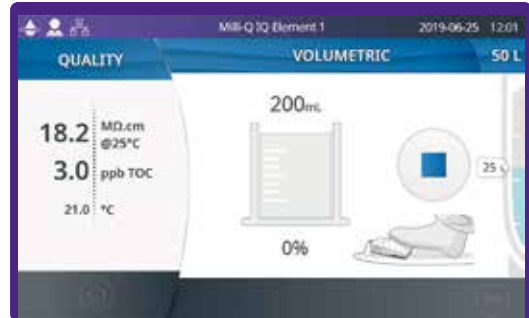 Milli-Q IQ Element 1 2019-06-25 12:01
QUALITY VOLUMETRIC 50 L
200mL
18.2 MΩ.cm
@25°C
3.0 ppb TOC
25
21.0 °C
0%